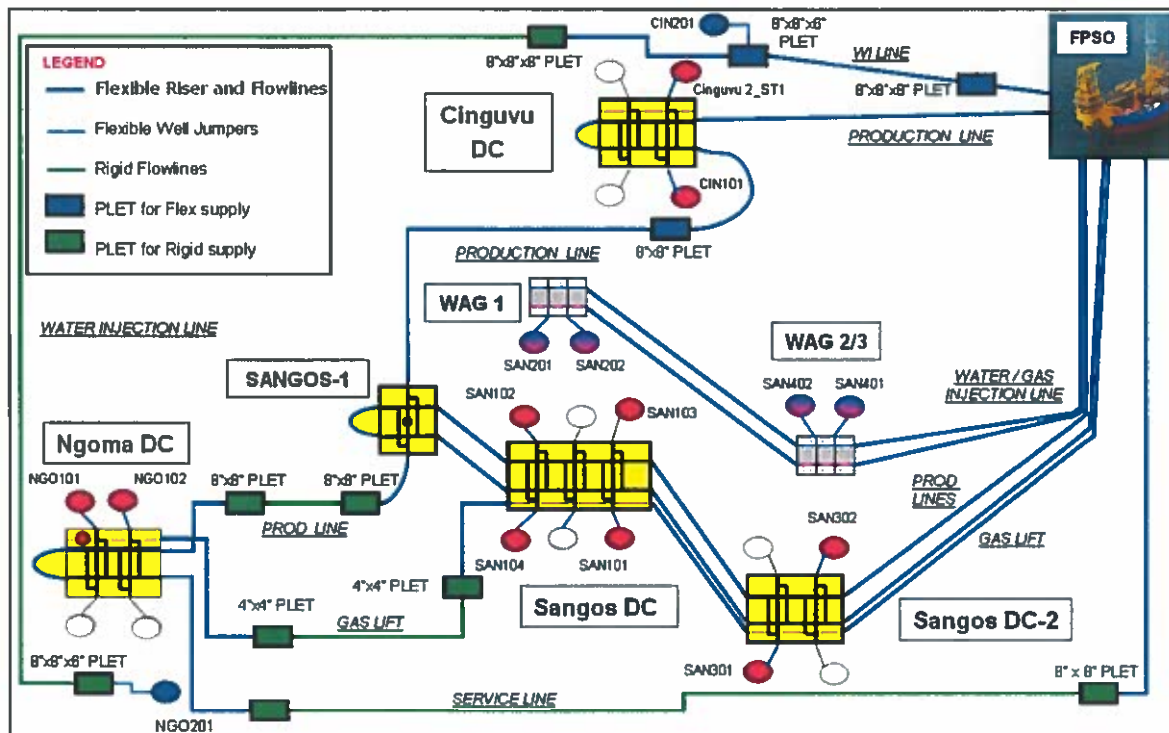 CIN201
8"x8"x6"
PLET
FPSO
LEGEND
Flexible Riser and Flowlines
Flexible Well Jumpers
Rigid Flowlines
PLET for Flex supply
PLET for Rigid supply
8"x8"x6" PLET
WI LINE
8"x8"x8" PLET
Cinguvu 2_ST1
Cinguvu
DC
PRODUCTION LINE
CIN101
PRODUCTION LINE
8"x8" PLET
WAG 1
WATER INJECTION LINE
SAN201
SAN202
WAG 2/3
SANGOS-1
SAN402
SAN401
WATER / GAS
INJECTION LINE
SAN102
SAN103
Ngoma DC
NGO101
NGO102
8"x8" PLET
8"x8" PLET
PROD LINE
PROD
LINES
SAN302
GAS LIFT
SAN104
SAN101
4"x4" PLET
4"x4" PLET
GAS LIFT
Sangos DC
Sangos DC-2
8"x8"x6" PLET
SAN301
8" x 8" PLET
NGO201
SERVICE LINE